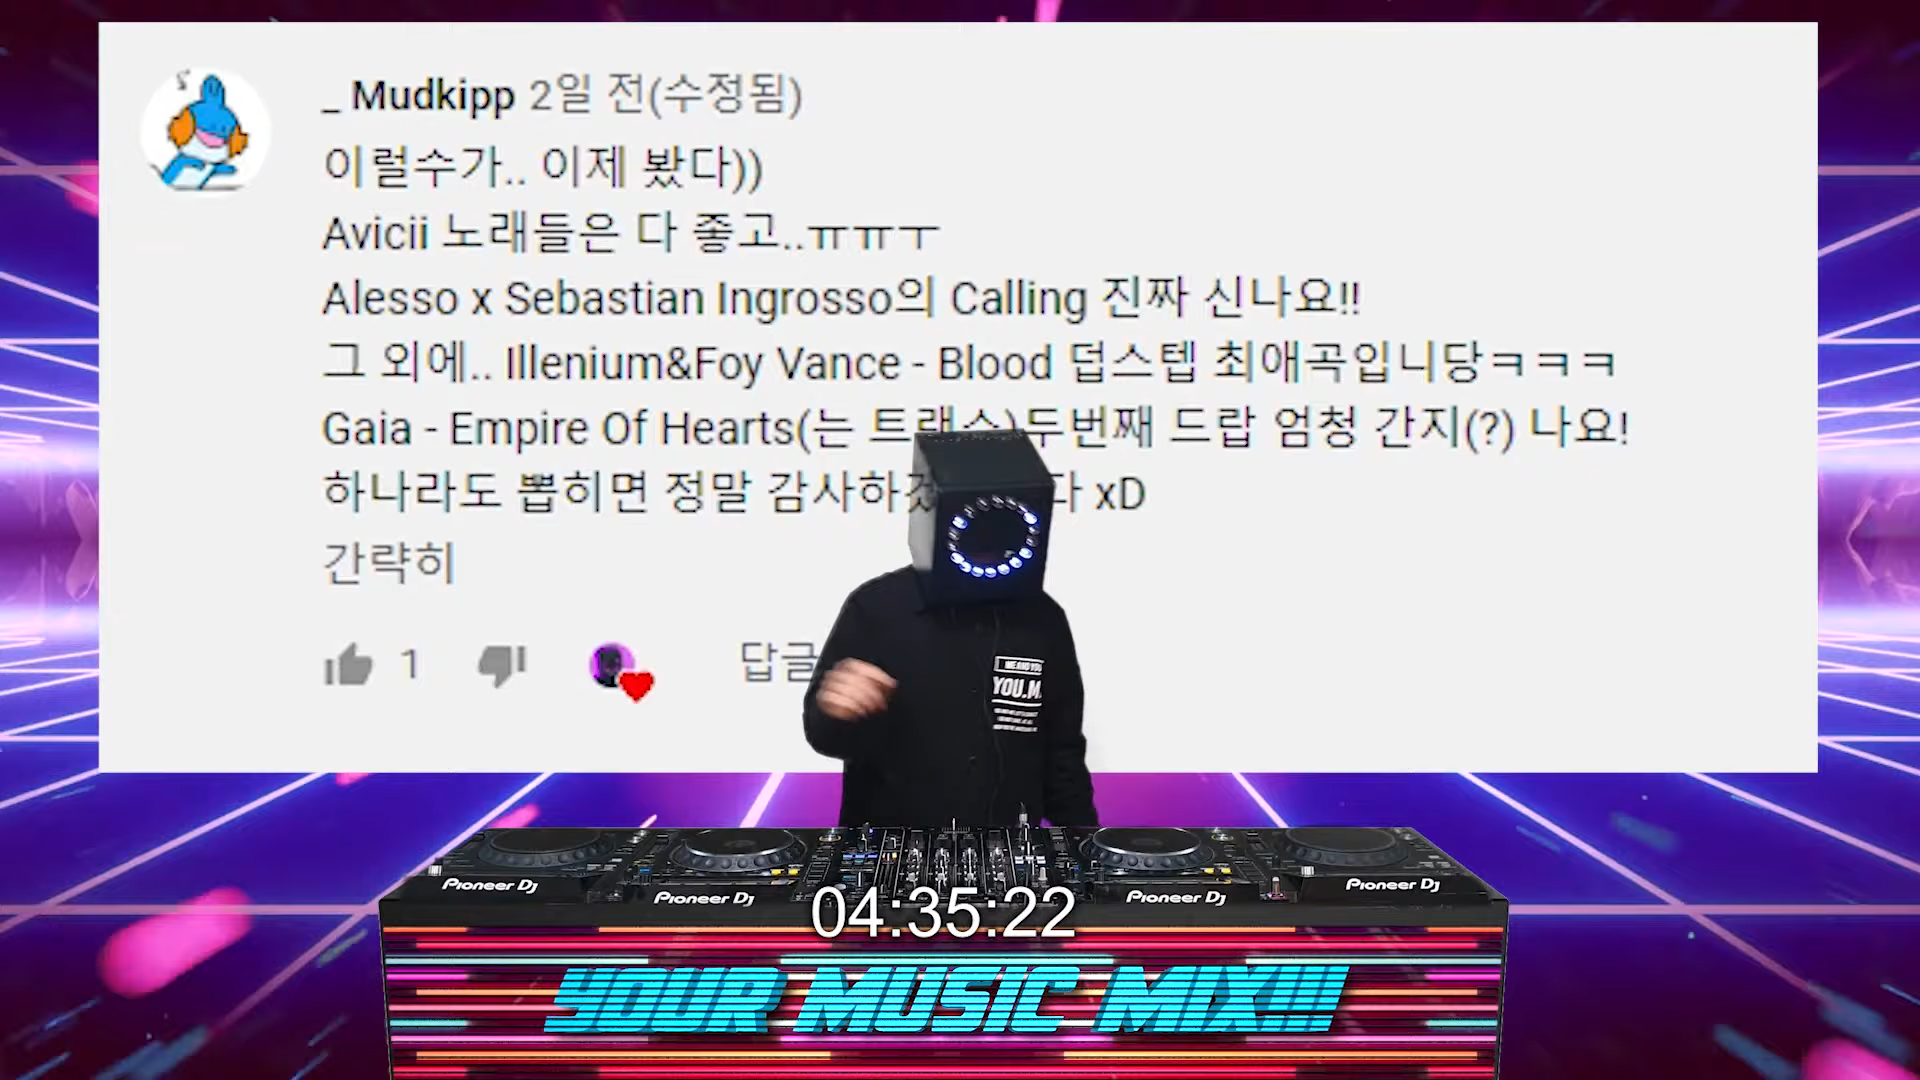 _ Mudkipp 2일 전(수정됨)
이럴수가.. 이제 봤다))
Avicii 노래들은 다 좋고..ㅠㅠㅜ
Alesso x Sebastian Ingrosso의 Calling 진짜 신나요!!
그 외에.. Illenium&Foy Vance - Blood 덥스텝 최애곡입니당ㅋㅋㅋ
Gaia - Empire Of Hearts(는 트랜스)두번째 드랍 엄청 간지(?) 나요!
하나라도 뽑히면 정말 xD
간략히
1 답글
YOU.M
Pioneer DJ Pioneer DJ Pioneer DJ Pioneer DJ
04:35:22
YOUR MUSIC MIX!!!